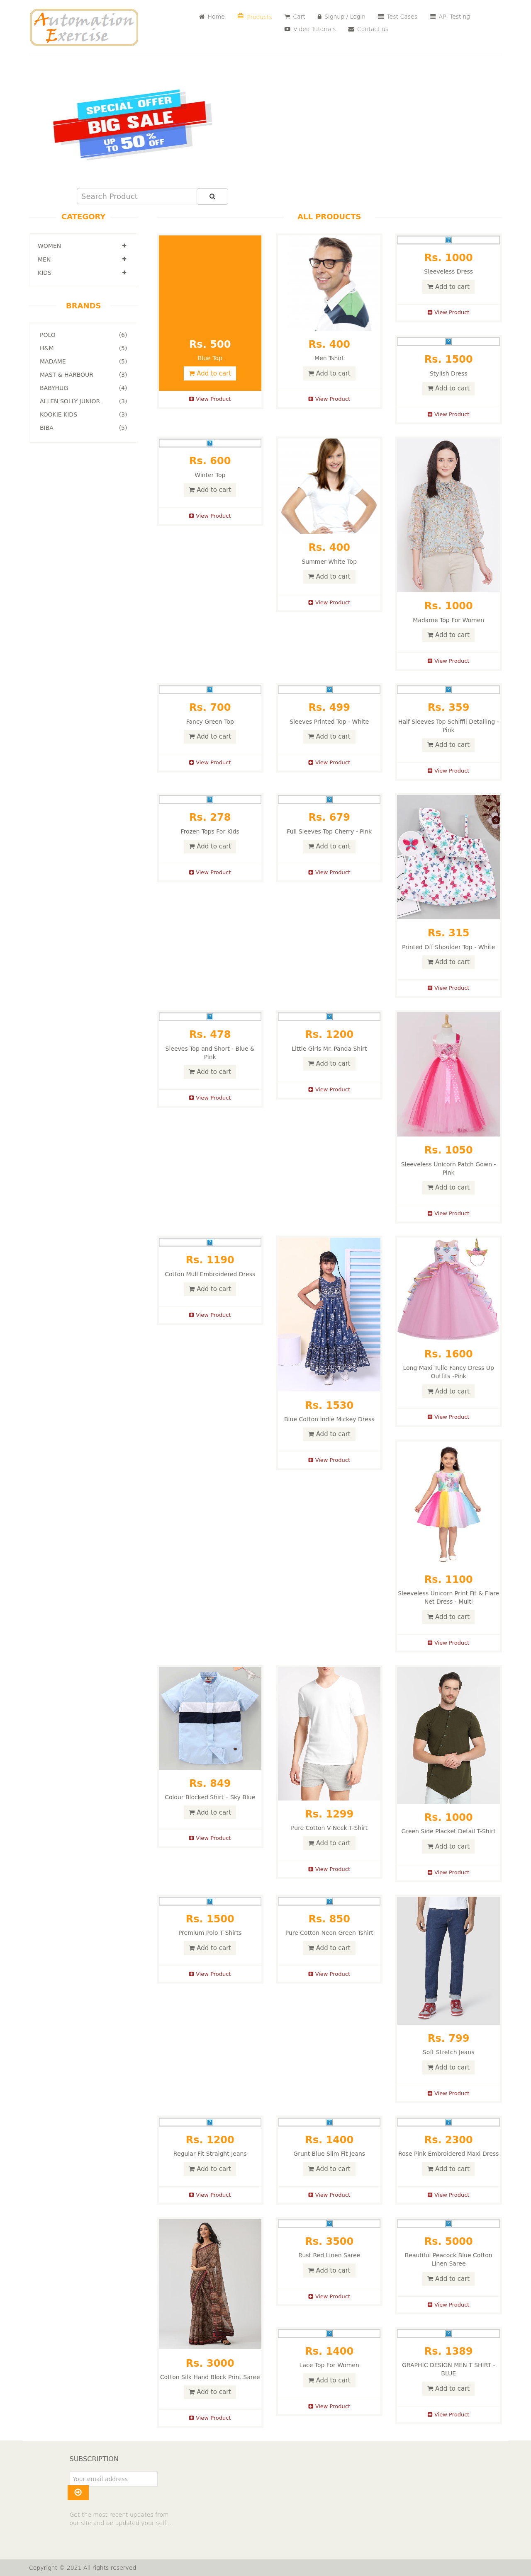 Automation
Exercise
Home
Products
Cart
Signup / Login
Test Cases
API Testing
Video Tutorials
Contact us
SPECIAL OFFER
BIG SALE
UP TO 50% OFF
Search Product
CATEGORY
WOMEN
MEN
KIDS
BRANDS
POLO (6)
H&M (5)
MADAME (5)
MAST & HARBOUR (3)
BABYHUG (4)
ALLEN SOLLY JUNIOR (3)
KOOKIE KIDS (3)
BIBA (5)
ALL PRODUCTS
Rs. 500
Blue Top
Add to cart
View Product
Rs. 400
Men Tshirt
Add to cart
View Product
Rs. 1000
Sleeveless Dress
Add to cart
View Product
Rs. 1500
Stylish Dress
Add to cart
View Product
Rs. 600
Winter Top
Add to cart
View Product
Rs. 400
Summer White Top
Add to cart
View Product
Rs. 1000
Madame Top For Women
Add to cart
View Product
Rs. 700
Fancy Green Top
Add to cart
View Product
Rs. 499
Sleeves Printed Top - White
Add to cart
View Product
Rs. 359
Half Sleeves Top Schiffli Detailing -
Pink
Add to cart
View Product
Rs. 278
Frozen Tops For Kids
Add to cart
View Product
Rs. 679
Full Sleeves Top Cherry - Pink
Add to cart
View Product
Rs. 315
Printed Off Shoulder Top - White
Add to cart
View Product
Rs. 478
Sleeves Top and Short - Blue &
Pink
Add to cart
View Product
Rs. 1200
Little Girls Mr. Panda Shirt
Add to cart
View Product
Rs. 1050
Sleeveless Unicorn Patch Gown -
Pink
Add to cart
View Product
Rs. 1190
Cotton Mull Embroidered Dress
Add to cart
View Product
Rs. 1530
Blue Cotton Indie Mickey Dress
Add to cart
View Product
Rs. 1600
Long Maxi Tulle Fancy Dress Up
Outfits -Pink
Add to cart
View Product
Rs. 1100
Sleeveless Unicorn Print Fit & Flare
Net Dress - Multi
Add to cart
View Product
Rs. 849
Colour Blocked Shirt – Sky Blue
Add to cart
View Product
Rs. 1299
Pure Cotton V-Neck T-Shirt
Add to cart
View Product
Rs. 1000
Green Side Placket Detail T-Shirt
Add to cart
View Product
Rs. 1500
Premium Polo T-Shirts
Add to cart
View Product
Rs. 850
Pure Cotton Neon Green Tshirt
Add to cart
View Product
Rs. 799
Soft Stretch Jeans
Add to cart
View Product
Rs. 1200
Regular Fit Straight Jeans
Add to cart
View Product
Rs. 1400
Grunt Blue Slim Fit Jeans
Add to cart
View Product
Rs. 2300
Rose Pink Embroidered Maxi Dress
Add to cart
View Product
Rs. 3000
Cotton Silk Hand Block Print Saree
Add to cart
View Product
Rs. 3500
Rust Red Linen Saree
Add to cart
View Product
Rs. 5000
Beautiful Peacock Blue Cotton
Linen Saree
Add to cart
View Product
Rs. 1400
Lace Top For Women
Add to cart
View Product
Rs. 1389
GRAPHIC DESIGN MEN T SHIRT -
BLUE
Add to cart
View Product
SUBSCRIPTION
Your email address
Get the most recent updates from
our site and be updated your self...
Copyright © 2021 All rights reserved